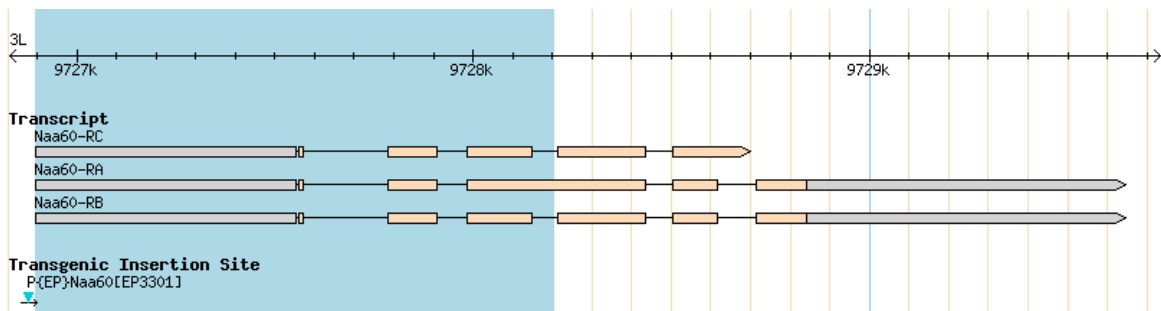 3L
9727k 9728k 9729k
Transcript
Naa60-RC
Naa60-RA
Naa60-RB
Transgenic Insertion Site
P{EP}Naa60[EP3301]